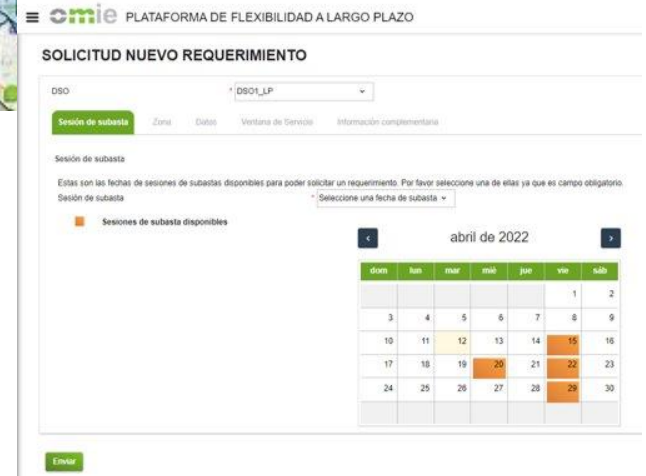 omie PLATAFORMA DE FLEXIBILIDAD A LARGO PLAZO
SOLICITUD NUEVO REQUERIMIENTO
DSO * DSO1_LP
Sesión de subasta Zona Datos Ventana de Servicio Información complementaria
Sesión de subasta
Estas son las fechas de sesiones de subastas disponibles para poder solicitar un requerimiento. Por favor seleccione una de ellas ya que es campo obligatorio.
Sesión de subasta * Seleccione una fecha de subasta
Sesiones de subasta disponibles
abril de 2022
dom lun mar mié jue vie sáb
1 2
3 4 5 6 7 8 9
10 11 12 13 14 15 16
17 18 19 20 21 22 23
24 25 26 27 28 29 30
Enviar